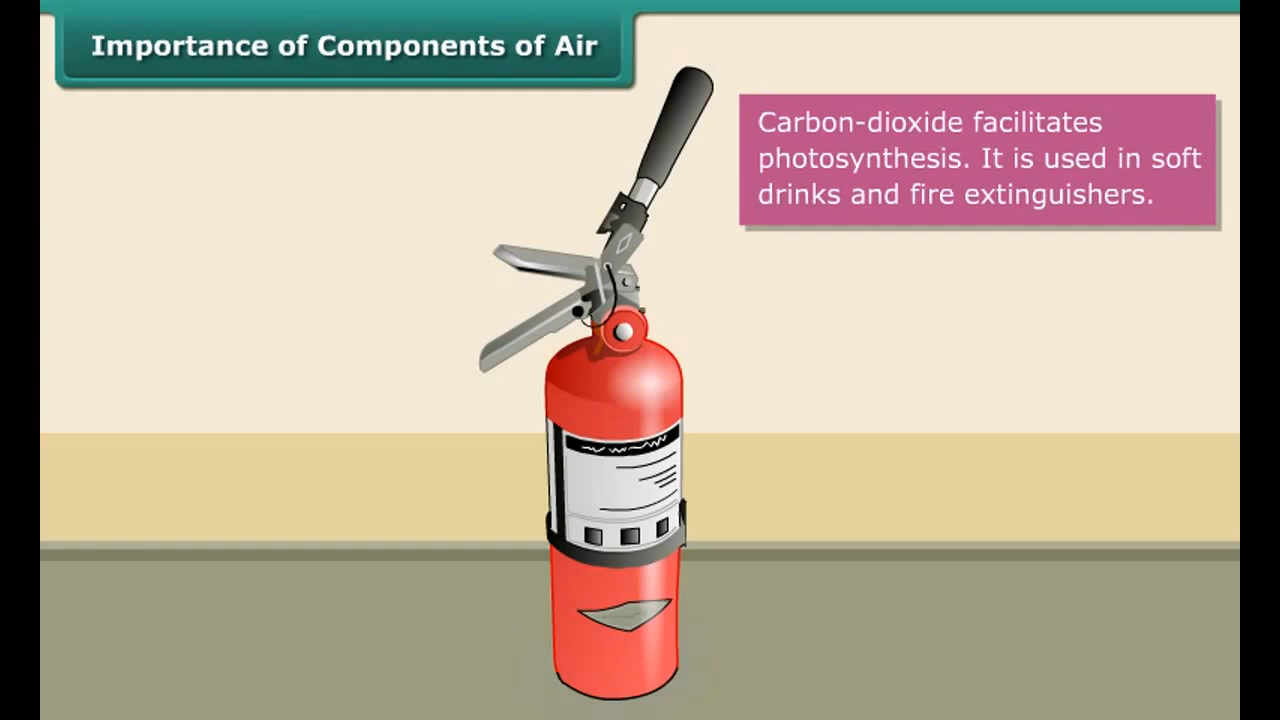 Importance of Components of Air
Carbon-dioxide facilitates
photosynthesis. It is used in soft
drinks and fire extinguishers.